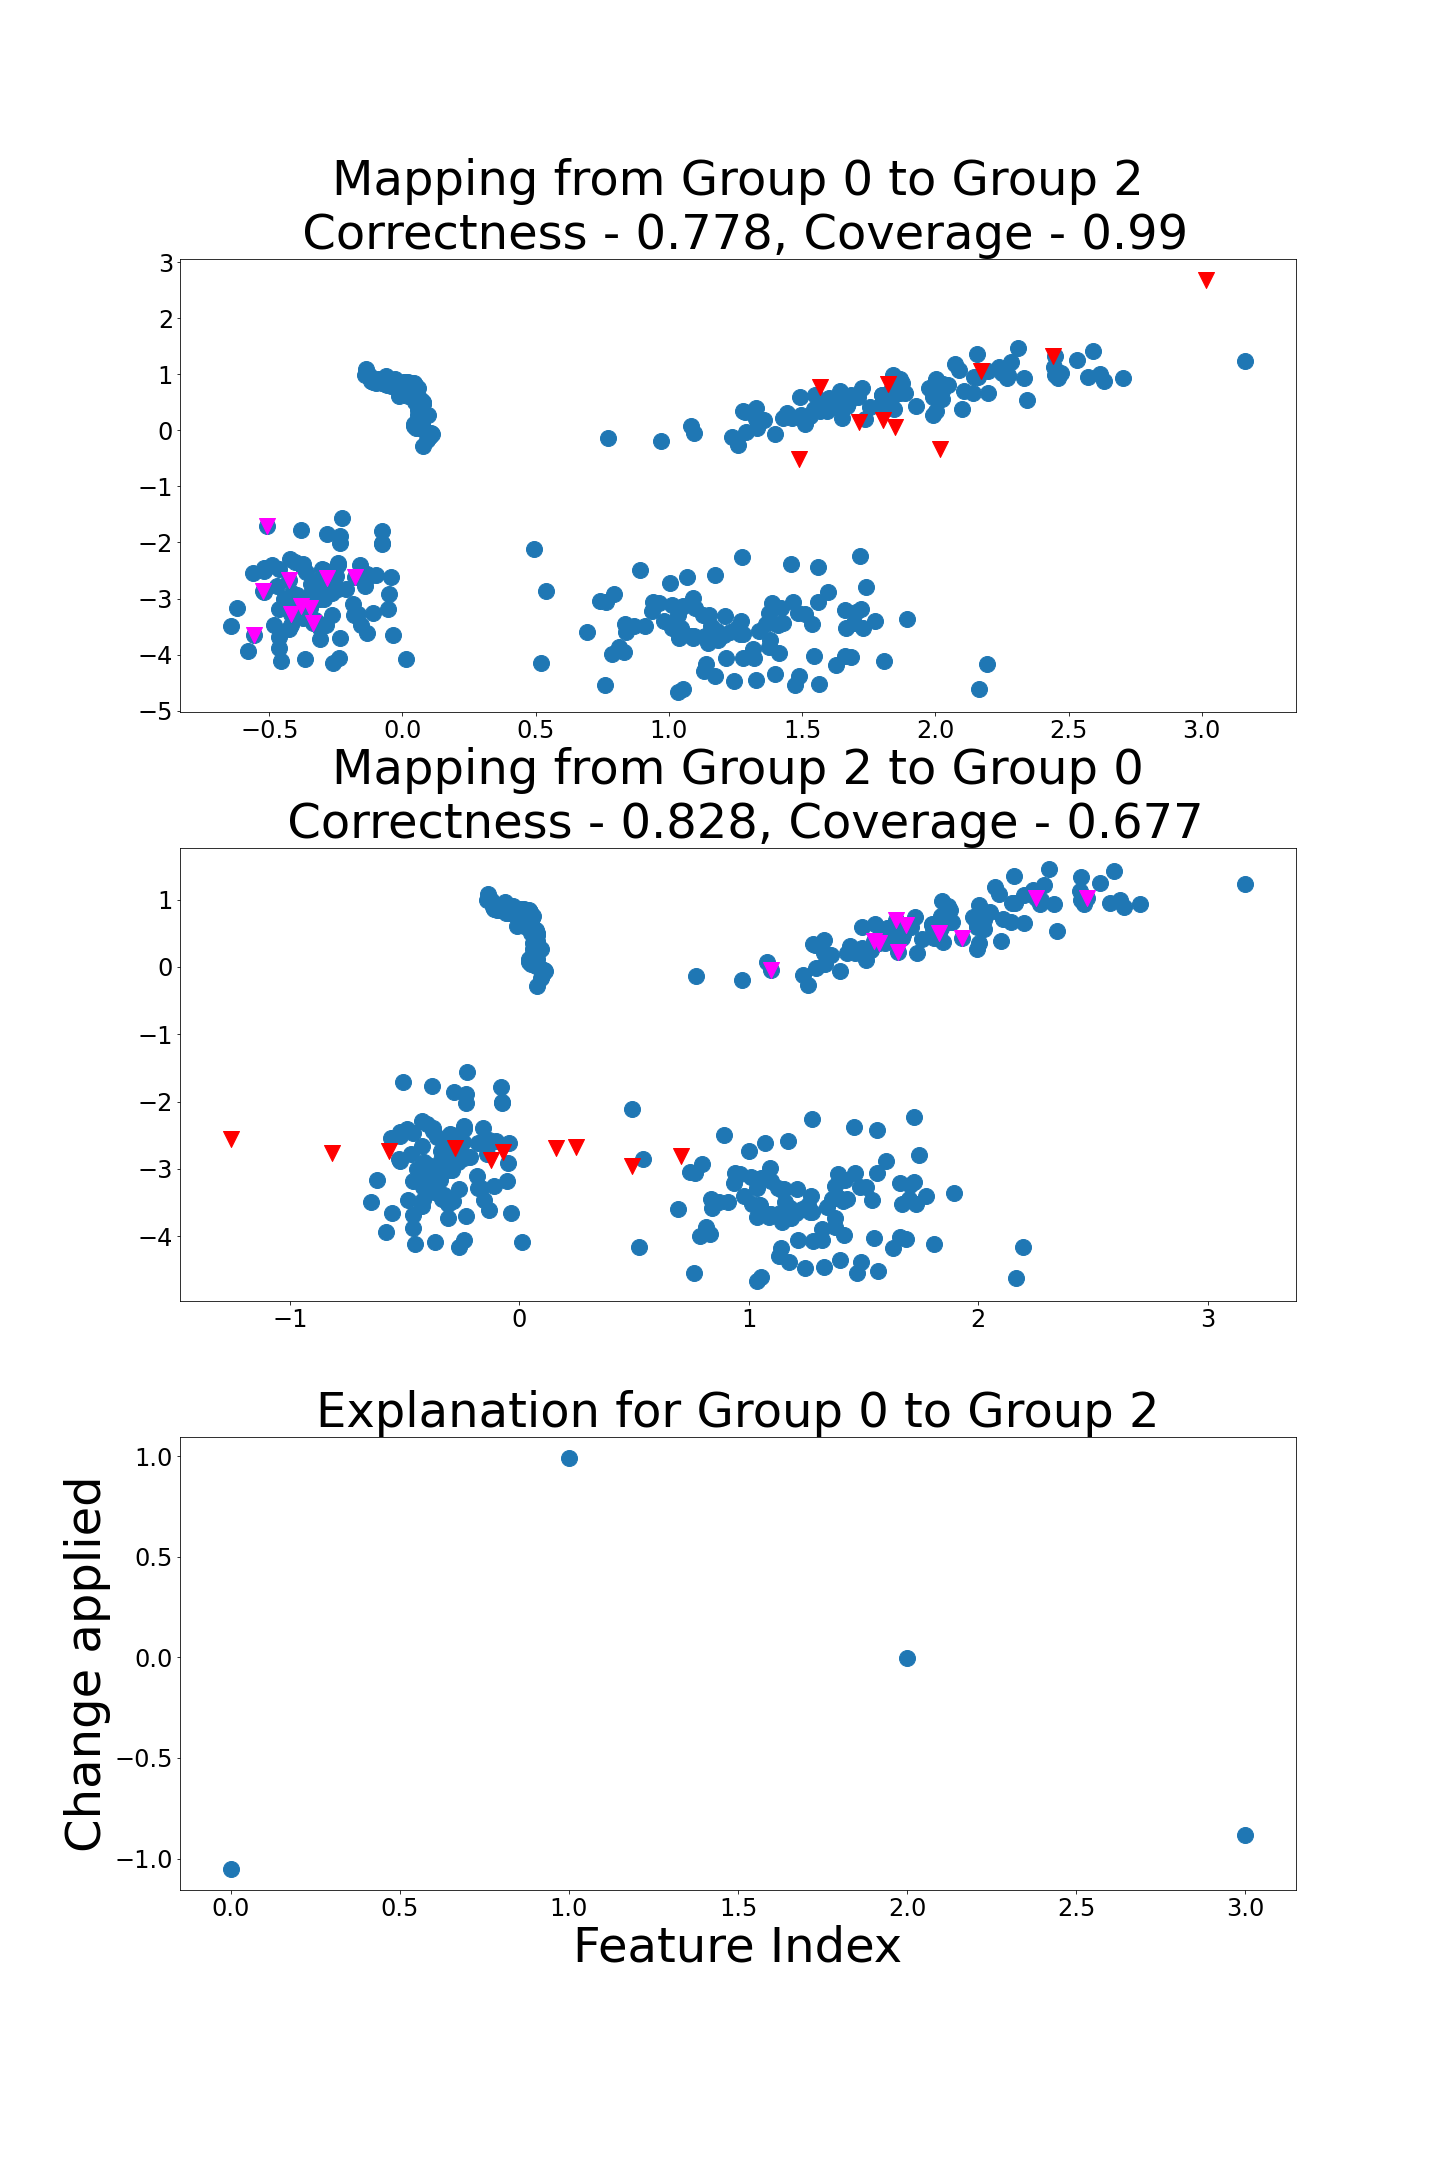 Mapping from Group 0 to Group 2
Correctness - 0.778, Coverage - 0.99
3
2
1
0
−1
−2
−3
−4
−5
−0.5 0.0 0.5 1.0 1.5 2.0 2.5 3.0
Mapping from Group 2 to Group 0
Correctness - 0.828, Coverage - 0.677
1
0
−1
−2
−3
−4
−1 0 1 2 3
Explanation for Group 0 to Group 2
Change applied
1.0
0.5
0.0
−0.5
−1.0
0.0 0.5 1.0 1.5 2.0 2.5 3.0
Feature Index